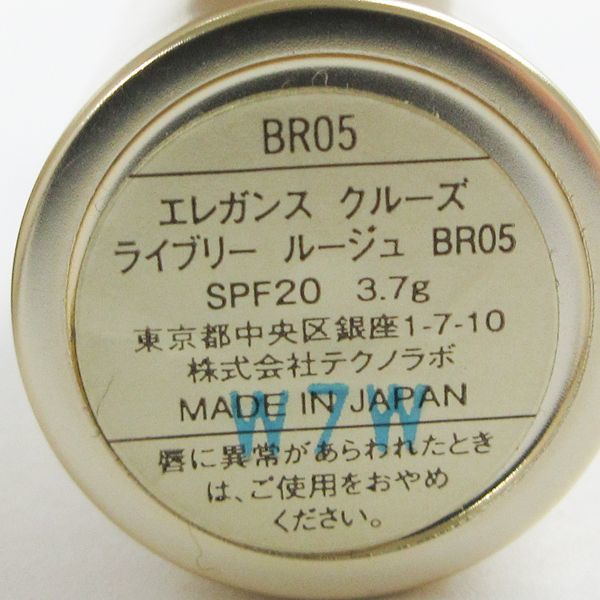 BR05
エレガンス クルーズ
ライブリー ルージュ BR05
SPF20 3.7g
東京都中央区銀座1-7-10
株式会社テクノラボ
MADE IN JAPAN
W7W
唇に異常があらわれたとき
は、ご使用をおやめ
ください。